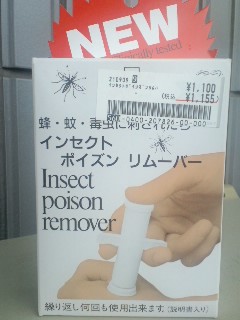 NEW
¥1,100
¥1,155
蜂・蚊・毒虫に刺されたら
インセクト
ポイズン リムーバー
Insect
poison
remover
繰り返し何回も使用出来ます(説明書入り)